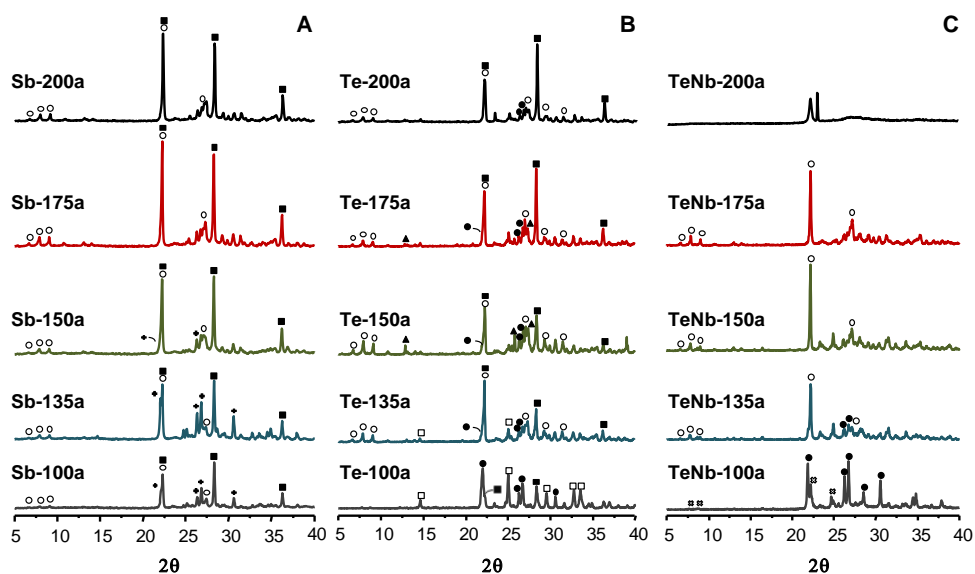 A
Sb-200a
Sb-175a
Sb-150a
Sb-135a
Sb-100a
5 10 15 20 25 30 35 40
2θ
B
Te-200a
Te-175a
Te-150a
Te-135a
Te-100a
5 10 15 20 25 30 35 40
2θ
C
TeNb-200a
TeNb-175a
TeNb-150a
TeNb-135a
TeNb-100a
5 10 15 20 25 30 35 40
2θ